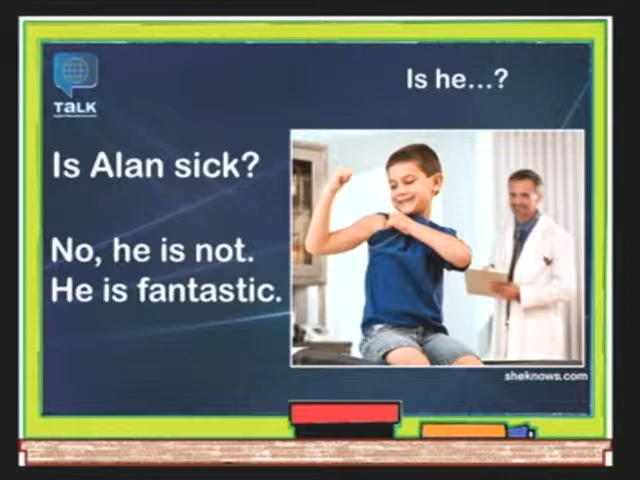 Is he...?
TALK
Is Alan sick?
No, he is not.
He is fantastic.
sheknows.com